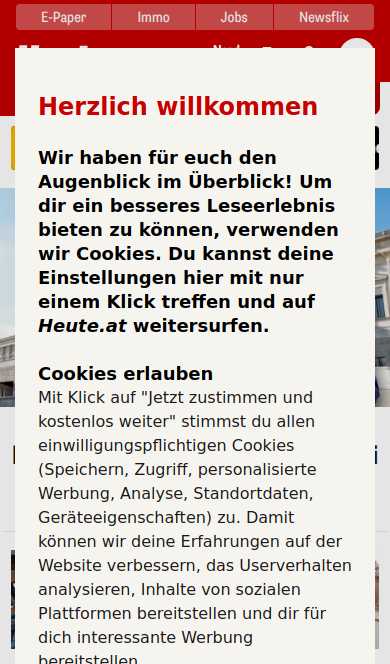 E-Paper Immo Jobs Newsflix
Herzlich willkommen
Wir haben für euch den
Augenblick im Überblick! Um
dir ein besseres Leseerlebnis
bieten zu können, verwenden
wir Cookies. Du kannst deine
Einstellungen hier mit nur
einem Klick treffen und auf
Heute.at weitersurfen.
Cookies erlauben
Mit Klick auf "Jetzt zustimmen und
kostenlos weiter" stimmst du allen
einwilligungspflichtigen Cookies
(Speichern, Zugriff, personalisierte
Werbung, Analyse, Standortdaten,
Geräteeigenschaften) zu. Damit
können wir deine Erfahrungen auf der
Website verbessern, das Userverhalten
analysieren, Inhalte von sozialen
Plattformen bereitstellen und dir für
dich interessante Werbung
bereitstellen